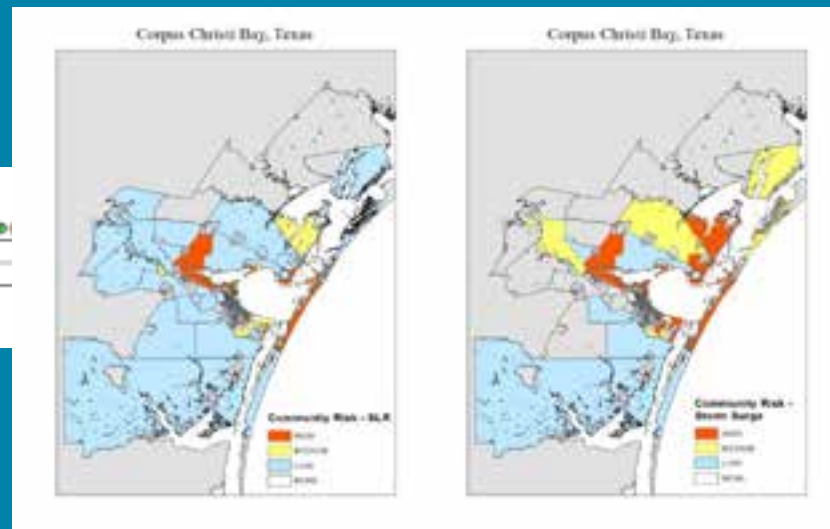 Corpus Christi Bay, Texas
Corpus Christi Bay, Texas
Community Risk - SLR
HIGH
MEDIUM
LOW
NONE
Community Risk -
Storm Surge
HIGH
MEDIUM
LOW
NONE